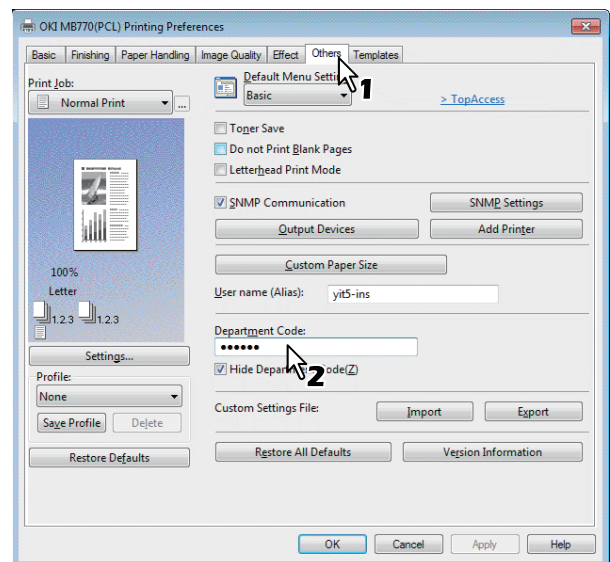 OKI MB770(PCL) Printing Preferences
Basic Finishing Paper Handling Image Quality Effect Others Templates
Print Job:
Normal Print ...
100%
Letter
1.2.3 1.2.3
Settings...
Profile:
None
Save Profile Delete
Restore Defaults
Default Menu Setting
1
Basic
> TopAccess
Toner Save
Do not Print Blank Pages
Letterhead Print Mode
SNMP Communication SNMP Settings
Output Devices Add Printer
Custom Paper Size
User name (Alias): yit5-ins
Department Code:
••••••
2
Hide Department Code(Z)
Custom Settings File: Import Export
Restore All Defaults Version Information
OK Cancel Apply Help